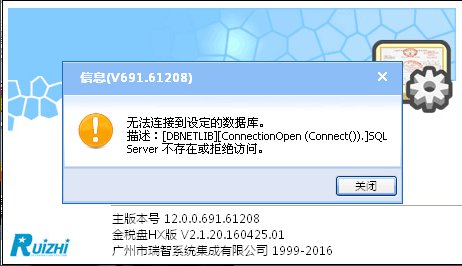 信息(V691.61208)
无法连接到设定的数据库。
描述：[DBNETLIB][ConnectionOpen (Connect()).]SQL
Server 不存在或拒绝访问。
关闭
主版本号 12.0.0.691.61208
金税盘HX版 V2.1.20.160425.01
广州市瑞智系统集成有限公司 1999-2016
RUIZHI